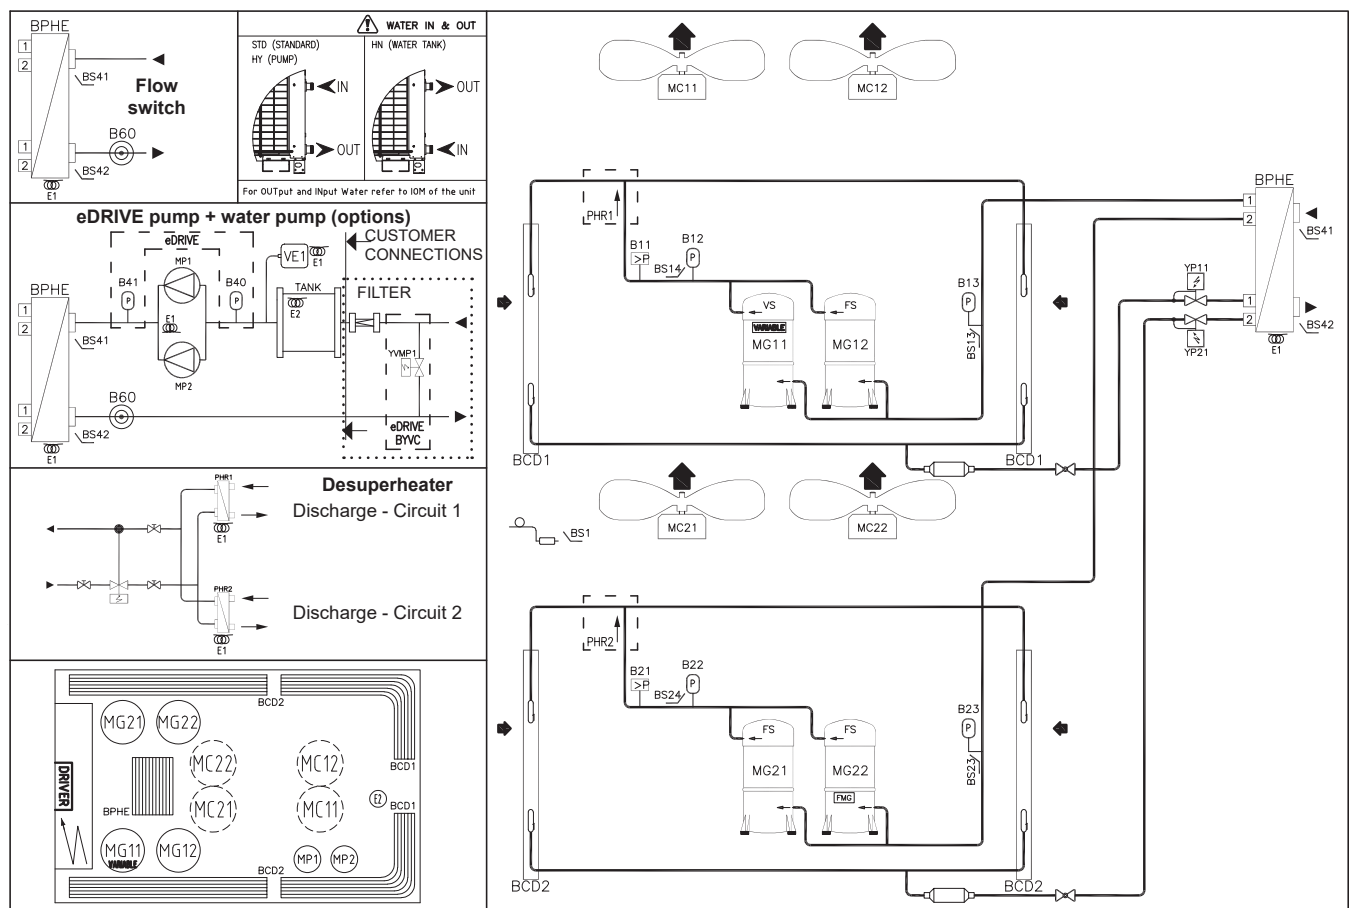 BPHE
1
2
BS41
Flow
switch
B60
1
2
BS42
E1
WATER IN & OUT
STD (STANDARD)
HY (PUMP)
IN
OUT
HN (WATER TANK)
OUT
IN
For OUTput and INput Water refer to IOM of the unit
eDRIVE pump + water pump (options)
eDRIVE
MP1
B41
P
B40
P
E1
MP2
VE1
E1
CUSTOMER
CONNECTIONS
TANK
E2
FILTER
YVMP1
eDRIVE
BYVC
BPHE
1
2
BS41
B60
1
2
BS42
E1
Desuperheater
PHR1
Discharge - Circuit 1
E1
PHR2
Discharge - Circuit 2
E1
BCD2
MG21
MG22
MC22
MC12
BCD1
DRIVER
BPHE
MC21
MC11
E2
BCD1
MG11
VARIABLE
MG12
MP1
MP2
BCD2
MC11
MC12
PHR1
B11
>P
BS14
B12
P
VS
VARIABLE
MG11
FS
MG12
B13
P
BS13
BCD1
BCD1
BPHE
1
2
BS41
YP11
1
2
BS42
YP21
E1
MC21
MC22
BS1
PHR2
B21
>P
BS24
B22
P
FS
MG21
FS
MG22
FMG
B23
P
BS23
BCD2
BCD2